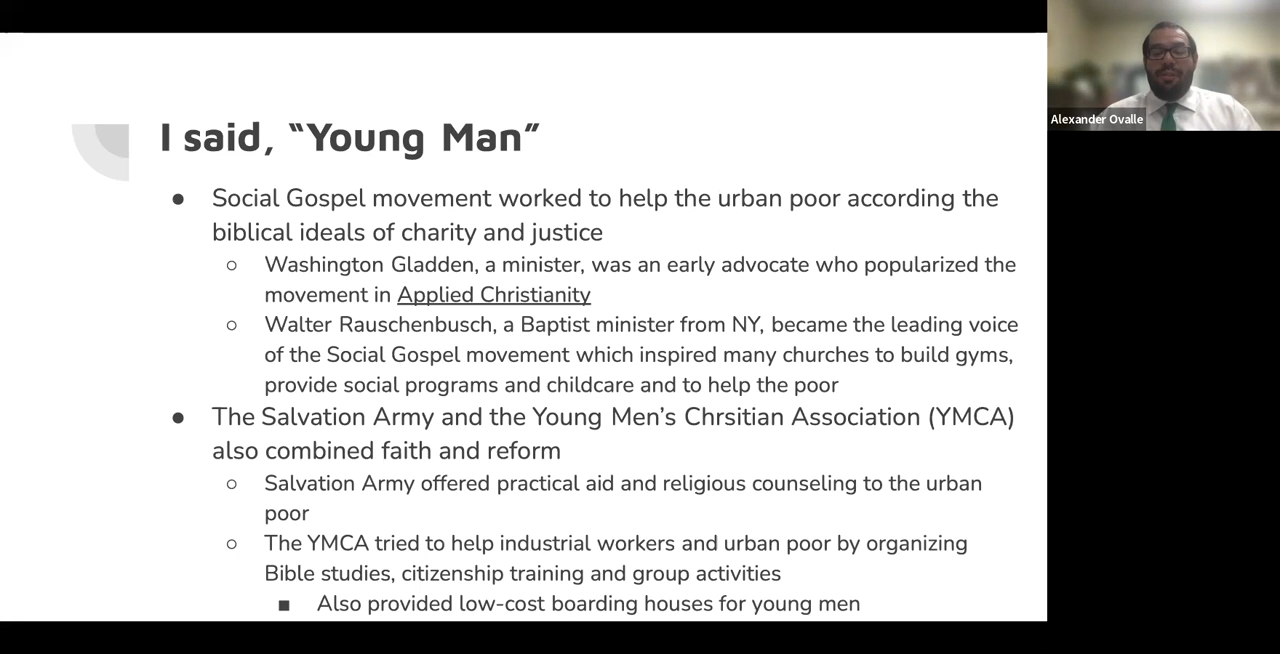 I said, “Young Man”
● Social Gospel movement worked to help the urban poor according the
biblical ideals of charity and justice
○ Washington Gladden, a minister, was an early advocate who popularized the
movement in Applied Christianity
○ Walter Rauschenbusch, a Baptist minister from NY, became the leading voice
of the Social Gospel movement which inspired many churches to build gyms,
provide social programs and childcare and to help the poor
● The Salvation Army and the Young Men’s Chrsitian Association (YMCA)
also combined faith and reform
○ Salvation Army offered practical aid and religious counseling to the urban
poor
○ The YMCA tried to help industrial workers and urban poor by organizing
Bible studies, citizenship training and group activities
■ Also provided low-cost boarding houses for young men
Alexander Ovalle